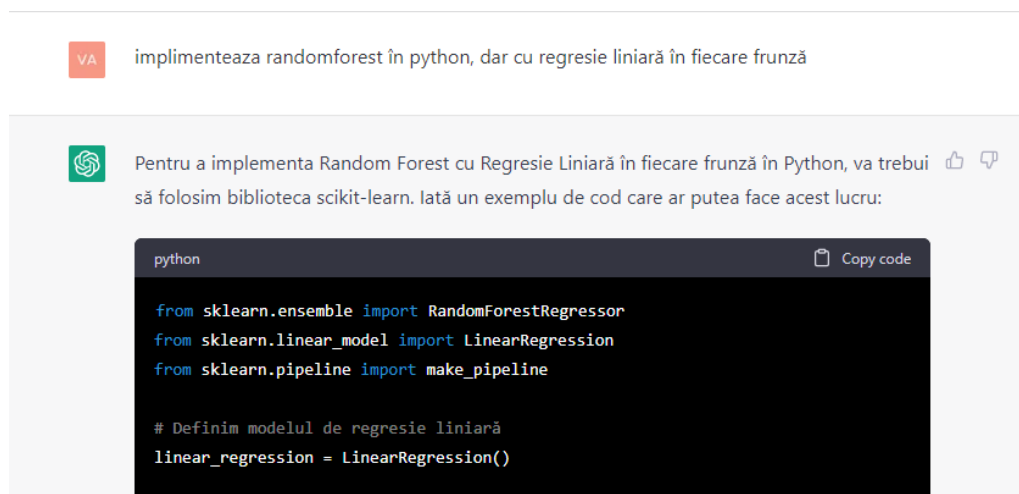 VA
implimenteaza randomforest în python, dar cu regresie liniară în fiecare frunză
Pentru a implementa Random Forest cu Regresie Liniară în fiecare frunză în Python, va trebui
să folosim biblioteca scikit-learn. Iată un exemplu de cod care ar putea face acest lucru:
python Copy code
from sklearn.ensemble import RandomForestRegressor
from sklearn.linear_model import LinearRegression
from sklearn.pipeline import make_pipeline
# Definim modelul de regresie liniară
linear_regression = LinearRegression()